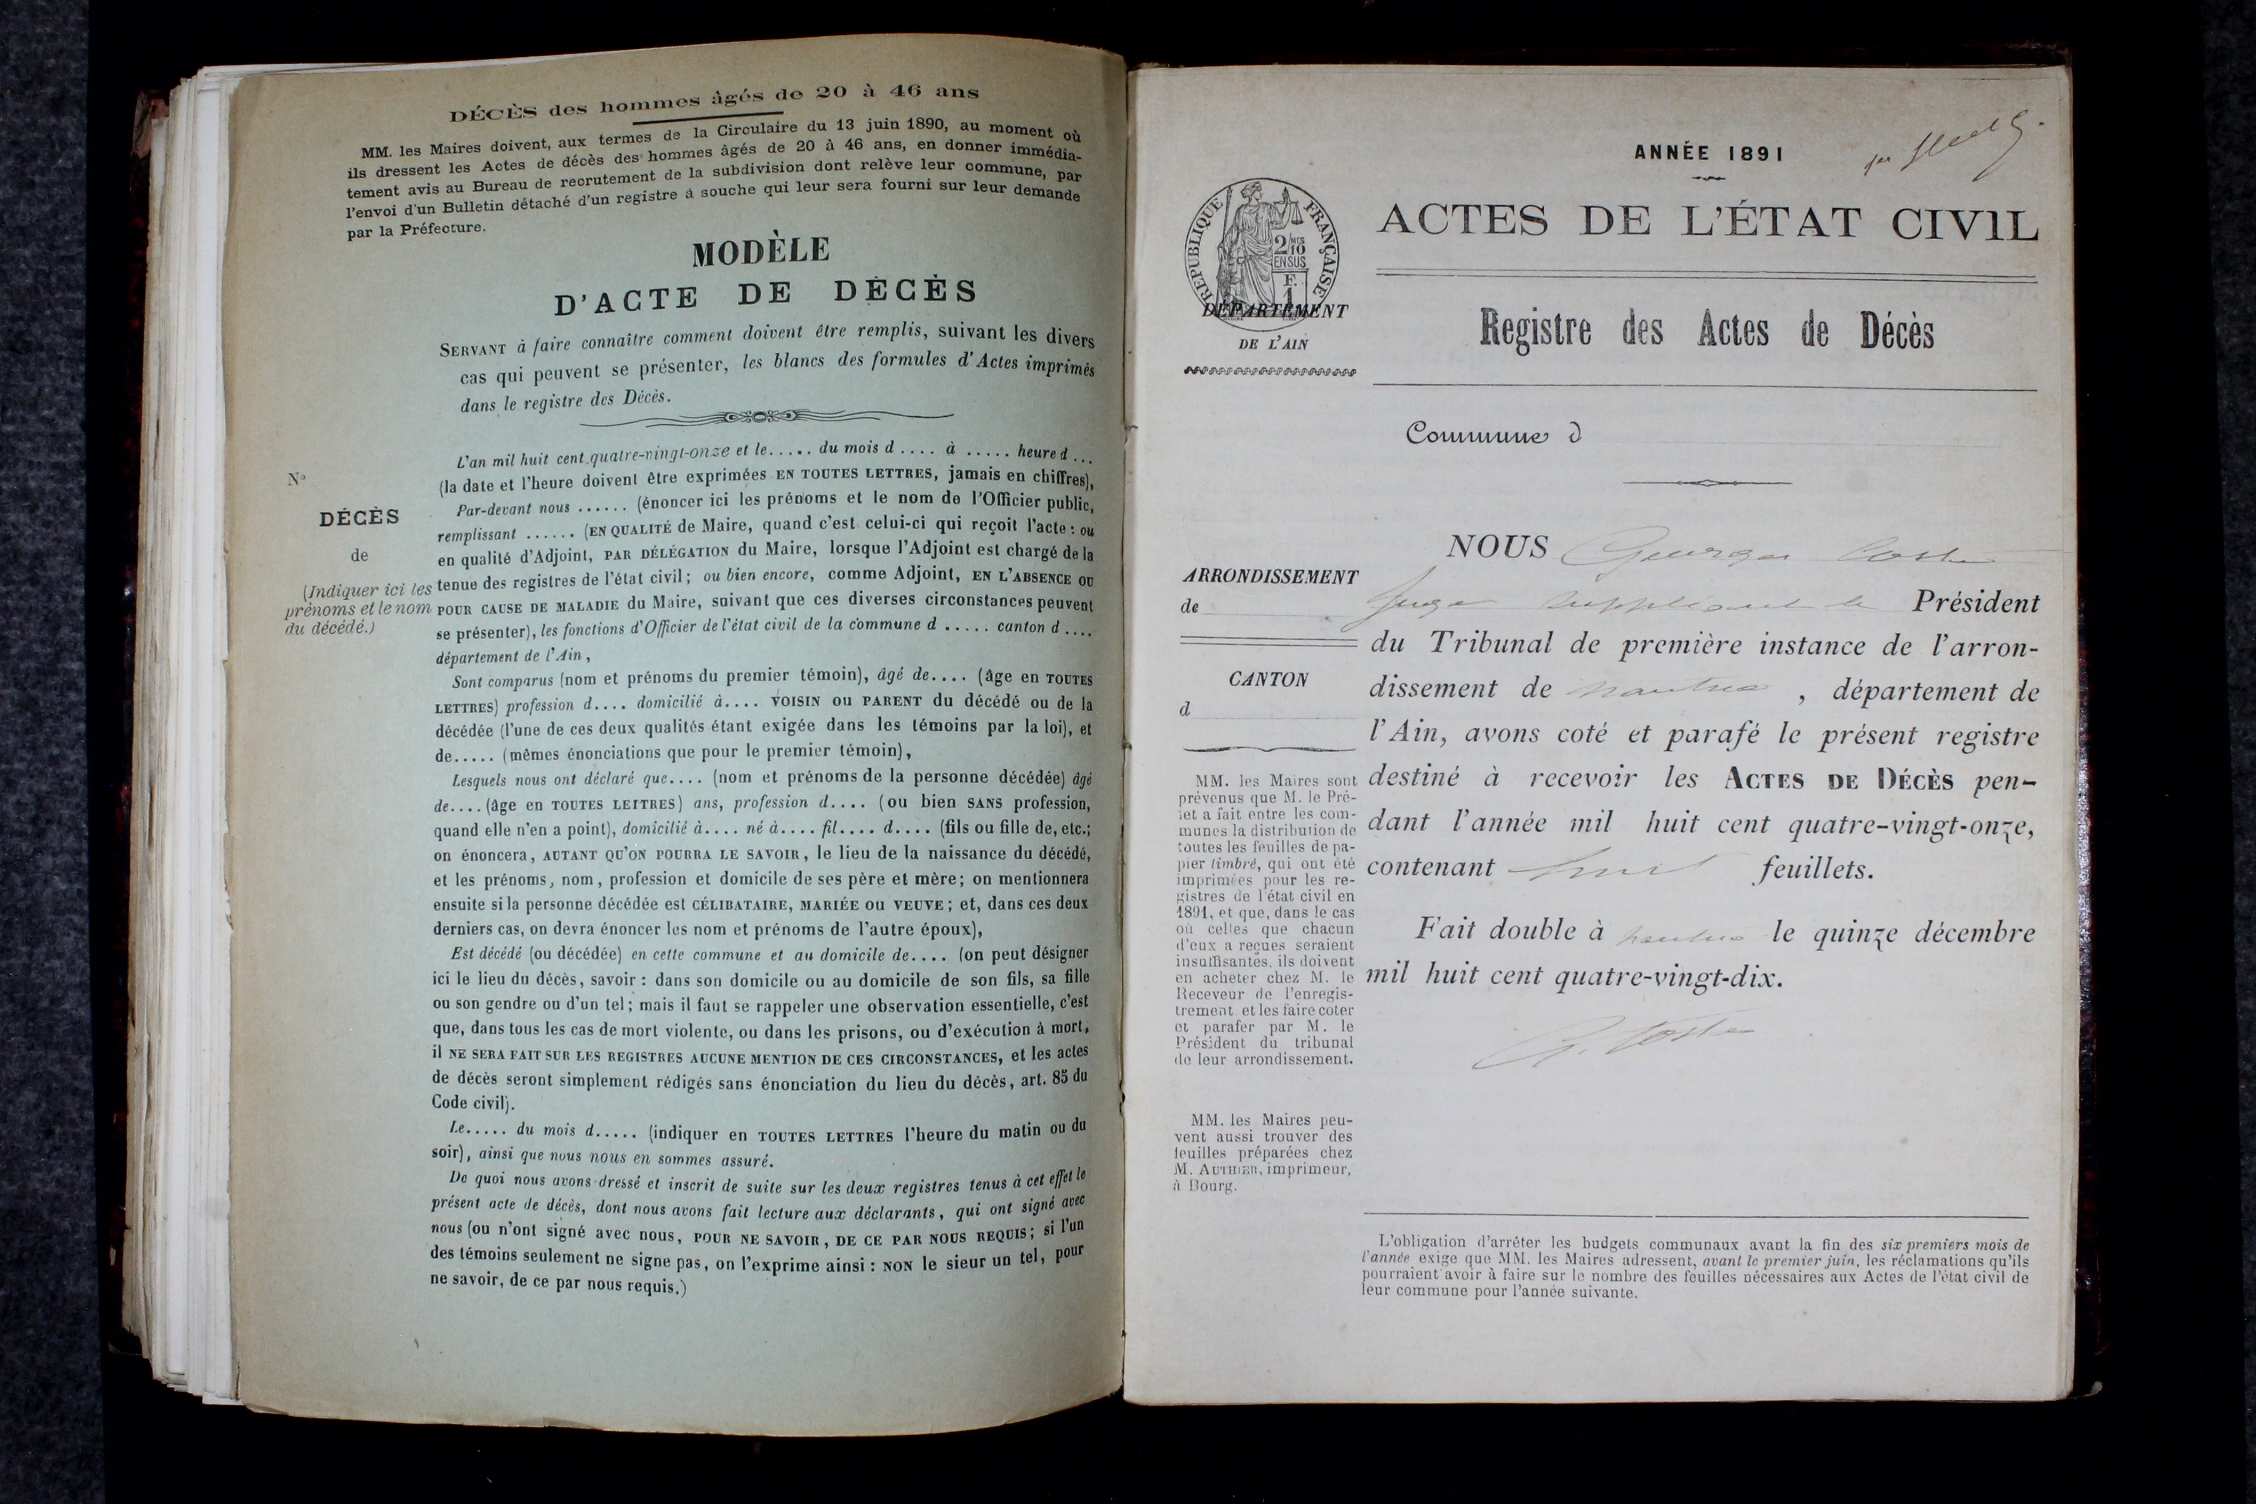 DÉCÈS des hommes âgés de 20 à 46 ans
MM. les Maires doivent, aux termes de la Circulaire du 13 juin 1890, au moment où
ils dressent les Actes de décès des hommes âgés de 20 à 46 ans, en donner immédia-
tement avis au Bureau de recrutement de la subdivision dont relève leur commune, par
l'envoi d'un Bulletin détaché d'un registre à souche qui leur sera fourni sur leur demande
par la Préfecture.
MODÈLE
D'ACTE DE DÉCÈS
SERVANT à faire connaître comment doivent être remplis, suivant les divers
cas qui peuvent se présenter, les blancs des formules d'Actes imprimés
dans le registre des Décès.
N°
DÉCÈS
de
(Indiquer ici les
prénoms et le nom
du décédé.)
L'an mil huit cent quatre-vingt-onze et le..... du mois d .... à ..... heure d ...
(la date et l'heure doivent être exprimées EN TOUTES LETTRES, jamais en chiffres),
Par-devant nous ...... (énoncer ici les prénoms et le nom de l'Officier public,
remplissant ...... (EN QUALITÉ de Maire, quand c'est celui-ci qui reçoit l'acte : ou
en qualité d'Adjoint, PAR DÉLÉGATION du Maire, lorsque l'Adjoint est chargé de la
tenue des registres de l'état civil; ou bien encore, comme Adjoint, EN L'ABSENCE OU
POUR CAUSE DE MALADIE du Maire, suivant que ces diverses circonstances peuvent
se présenter), les fonctions d'Officier de l'état civil de la commune d ..... canton d ....
département de l'Ain,
Sont comparus (nom et prénoms du premier témoin), âgé de.... (âge en TOUTES
LETTRES) profession d.... domicilié à.... VOISIN OU PARENT du décédé ou de la
décédée (l'une de ces deux qualités étant exigée dans les témoins par la loi), et
de..... (mêmes énonciations que pour le premier témoin),
Lesquels nous ont déclaré que.... (nom et prénoms de la personne décédée) âgé
de....(âge en TOUTES LETTRES) ans, profession d.... (ou bien SANS profession,
quand elle n'en a point), domicilié à.... né à.... fil.... d.... (fils ou fille de, etc.;
on énoncera, AUTANT QU'ON POURRA LE SAVOIR, le lieu de la naissance du décédé,
et les prénoms, nom, profession et domicile de ses père et mère; on mentionnera
ensuite si la personne décédée est CÉLIBATAIRE, MARIÉE OU VEUVE; et, dans ces deux
derniers cas, on devra énoncer les nom et prénoms de l'autre époux),
Est décédé (ou décédée) en cette commune et au domicile de.... (on peut désigner
ici le lieu du décès, savoir : dans son domicile ou au domicile de son fils, sa fille
ou son gendre ou d'un tel; mais il faut se rappeler une observation essentielle, c'est
que, dans tous les cas de mort violente, ou dans les prisons, ou d'exécution à mort,
il NE SERA FAIT SUR LES REGISTRES AUCUNE MENTION DE CES CIRCONSTANCES, et les actes
de décès seront simplement rédigés sans énonciation du lieu du décès, art. 85 du
Code civil).
Le..... du mois d..... (indiquer en TOUTES LETTRES l'heure du matin ou du
soir), ainsi que nous nous en sommes assuré.
De quoi nous avons dressé et inscrit de suite sur les deux registres tenus à cet effet le
présent acte de décès, dont nous avons fait lecture aux déclarants, qui ont signé avec
nous (ou n'ont signé avec nous, POUR NE SAVOIR, DE CE PAR NOUS REQUIS; si l'un
des témoins seulement ne signe pas, on l'exprime ainsi : NON le sieur un tel, pour
ne savoir, de ce par nous requis.)
ANNÉE 1891
RÉPUBLIQUE FRANÇAISE
2/10 MES
EN SUS
F.
1
DÉPARTEMENT
DE L'AIN
ACTES DE L'ÉTAT CIVIL
Registre des Actes de Décès
Commune d
ARRONDISSEMENT
de
CANTON
d
MM. les Maires sont
prévenus que M. le Pré-
fet a fait entre les com-
munes la distribution de
toutes les feuilles de pa-
pier timbré, qui ont été
imprimées pour les re-
gistres de l'état civil en
1891, et que, dans le cas
où celles que chacun
d'eux a reçues seraient
insuffisantes, ils doivent
en acheter chez M. le
Receveur de l'enregis-
trement et les faire coter
et parafer par M. le
Président du tribunal
de leur arrondissement.
MM. les Maires peu-
vent aussi trouver des
feuilles préparées chez
M. AUTHIER, imprimeur,
à Bourg.
NOUS Georges Coste
Juge suppléant le Président
du Tribunal de première instance de l'arron-
dissement de nantua, département de
l'Ain, avons coté et parafé le présent registre
destiné à recevoir les ACTES DE DÉCÈS pen-
dant l'année mil huit cent quatre-vingt-onze,
contenant huit feuillets.
Fait double à nantua le quinze décembre
mil huit cent quatre-vingt-dix.
G. Coste
L'obligation d'arrêter les budgets communaux avant la fin des six premiers mois de
l'année exige que MM. les Maires adressent, avant le premier juin, les réclamations qu'ils
pourraient avoir à faire sur le nombre des feuilles nécessaires aux Actes de l'état civil de
leur commune pour l'année suivante.